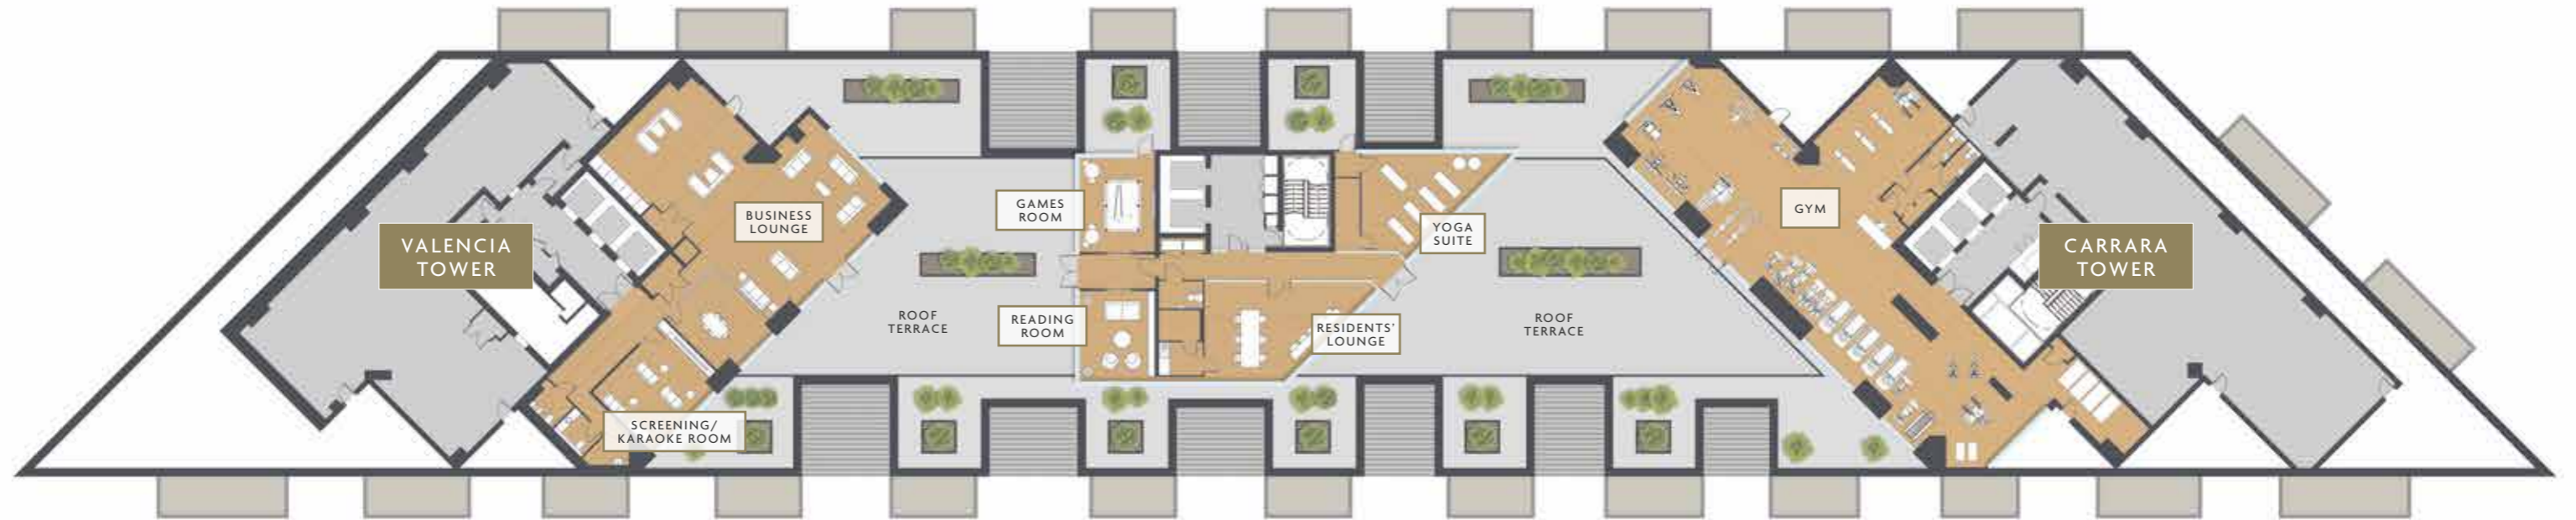 VALENCIA
TOWER
BUSINESS
LOUNGE
SCREENING/
KARAOKE ROOM
ROOF
TERRACE
GAMES
ROOM
READING
ROOM
YOGA
SUITE
RESIDENTS'
LOUNGE
ROOF
TERRACE
GYM
CARRARA
TOWER